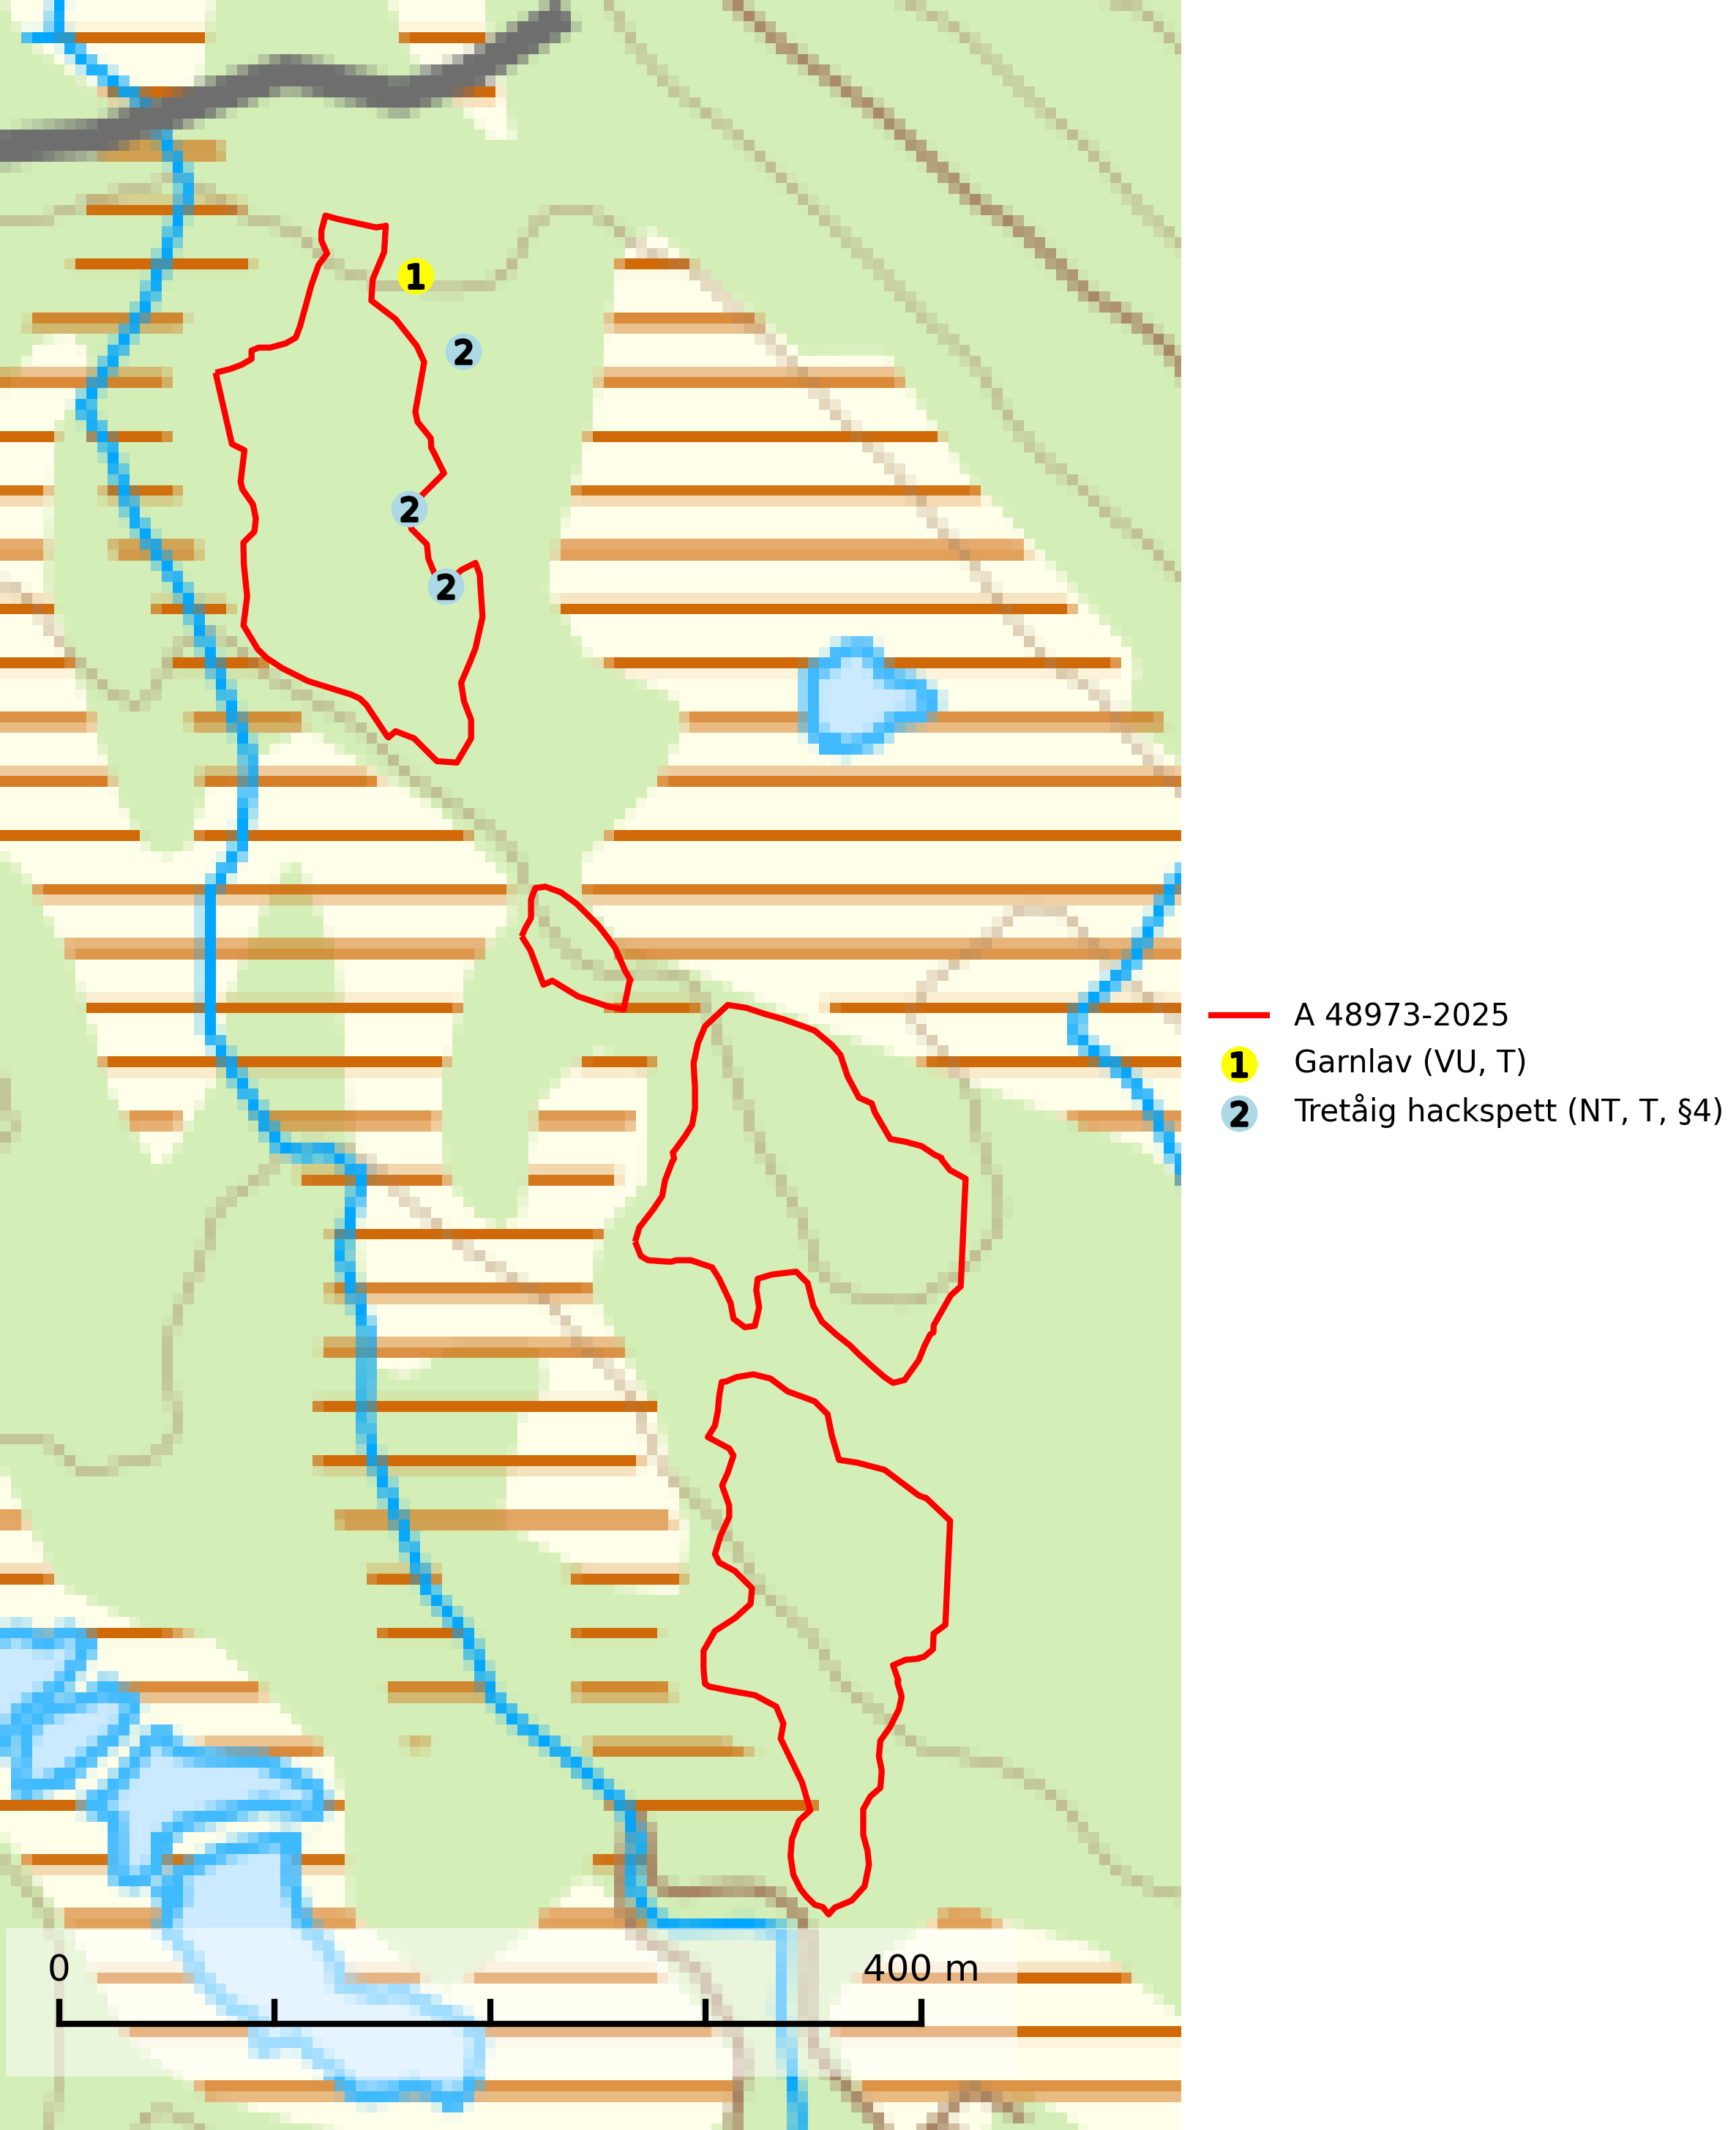 1
2
2
2
A 48973-2025
1 Garnlav (VU, T)
2 Tretåig hackspett (NT, T, §4)
0 400 m